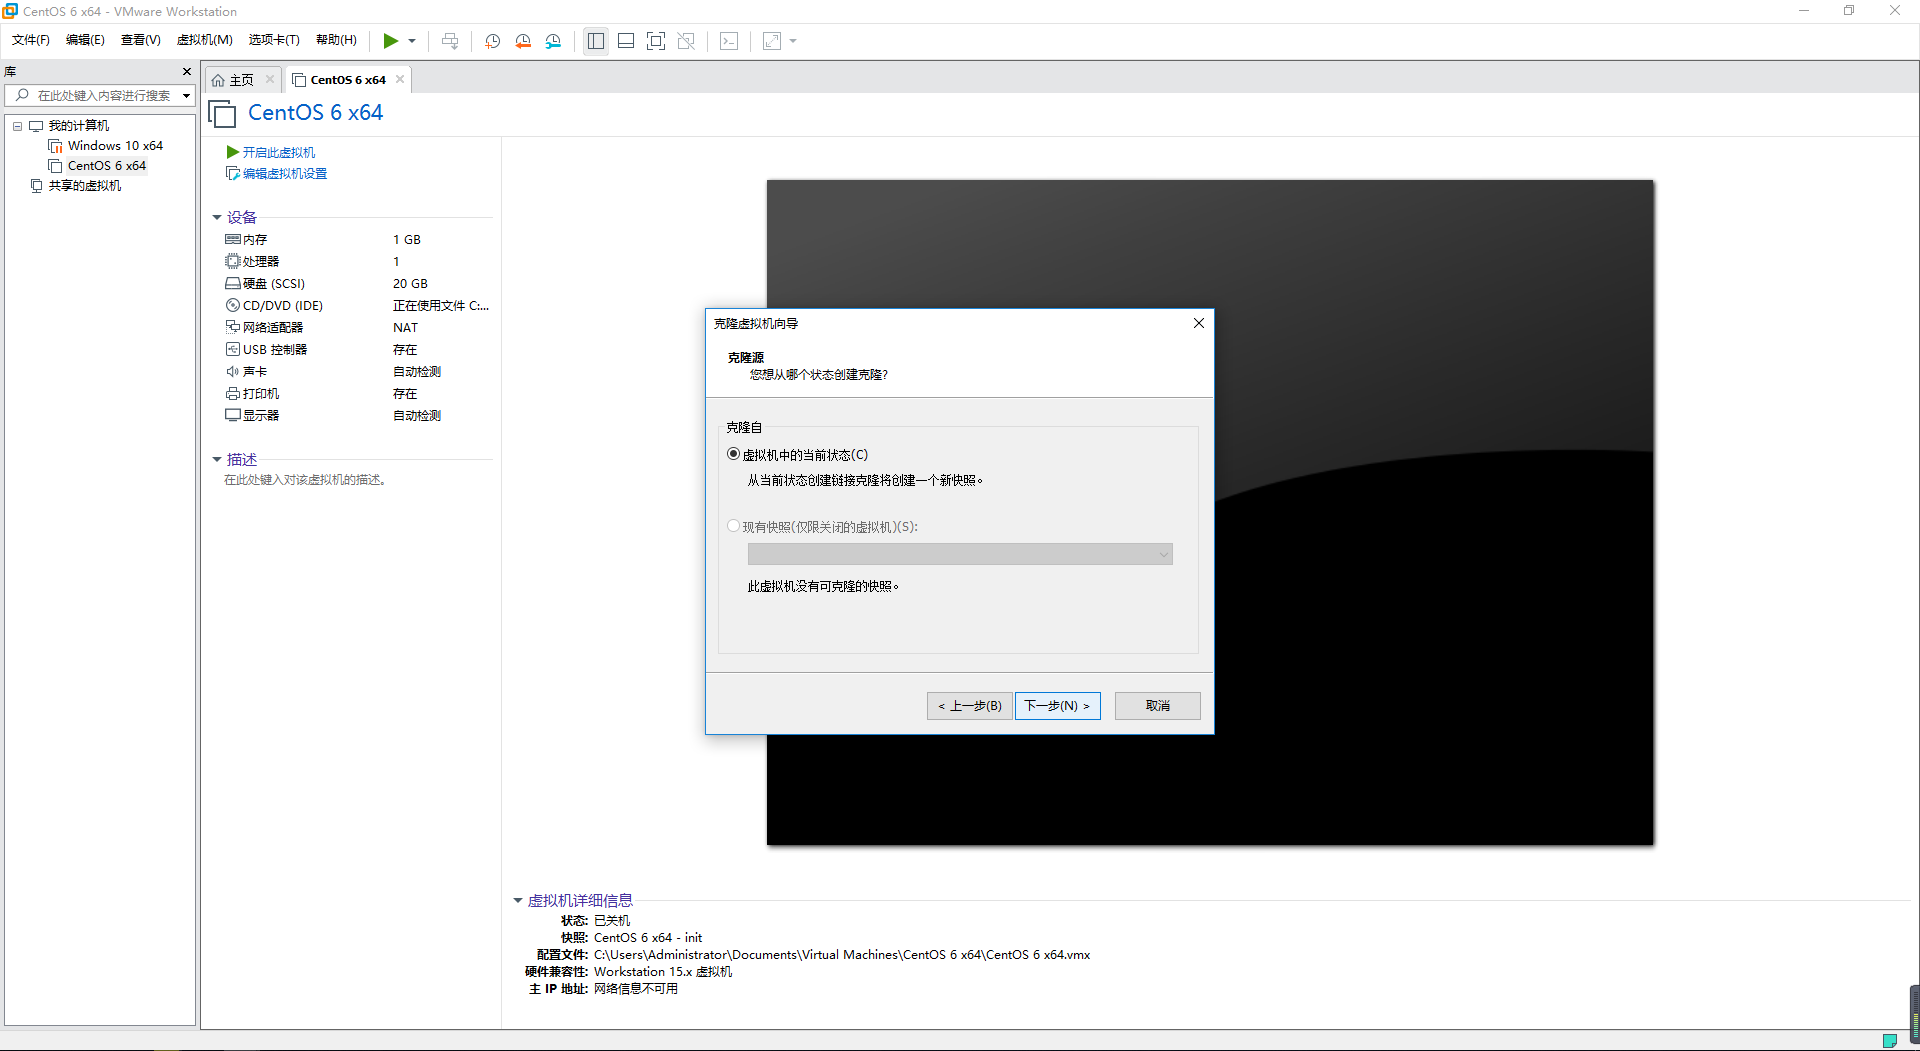 CentOS 6 x64 - VMware Workstation
文件(F) 编辑(E) 查看(V) 虚拟机(M) 选项卡(T) 帮助(H)
库
在此处键入内容进行搜索
我的计算机
Windows 10 x64
CentOS 6 x64
共享的虚拟机
主页
CentOS 6 x64
CentOS 6 x64
开启此虚拟机
编辑虚拟机设置
设备
内存 1 GB
处理器 1
硬盘 (SCSI) 20 GB
CD/DVD (IDE) 正在使用文件 C:...
网络适配器 NAT
USB 控制器 存在
声卡 自动检测
打印机 存在
显示器 自动检测
描述
在此处键入对该虚拟机的描述。
克隆虚拟机向导
克隆源
您想从哪个状态创建克隆?
克隆自
虚拟机中的当前状态(C)
从当前状态创建链接克隆将创建一个新快照。
现有快照(仅限关闭的虚拟机)(S):
此虚拟机没有可克隆的快照。
< 上一步(B) 下一步(N) > 取消
虚拟机详细信息
状态: 已关机
快照: CentOS 6 x64 - init
配置文件: C:\Users\Administrator\Documents\Virtual Machines\CentOS 6 x64\CentOS 6 x64.vmx
硬件兼容性: Workstation 15.x 虚拟机
主 IP 地址: 网络信息不可用